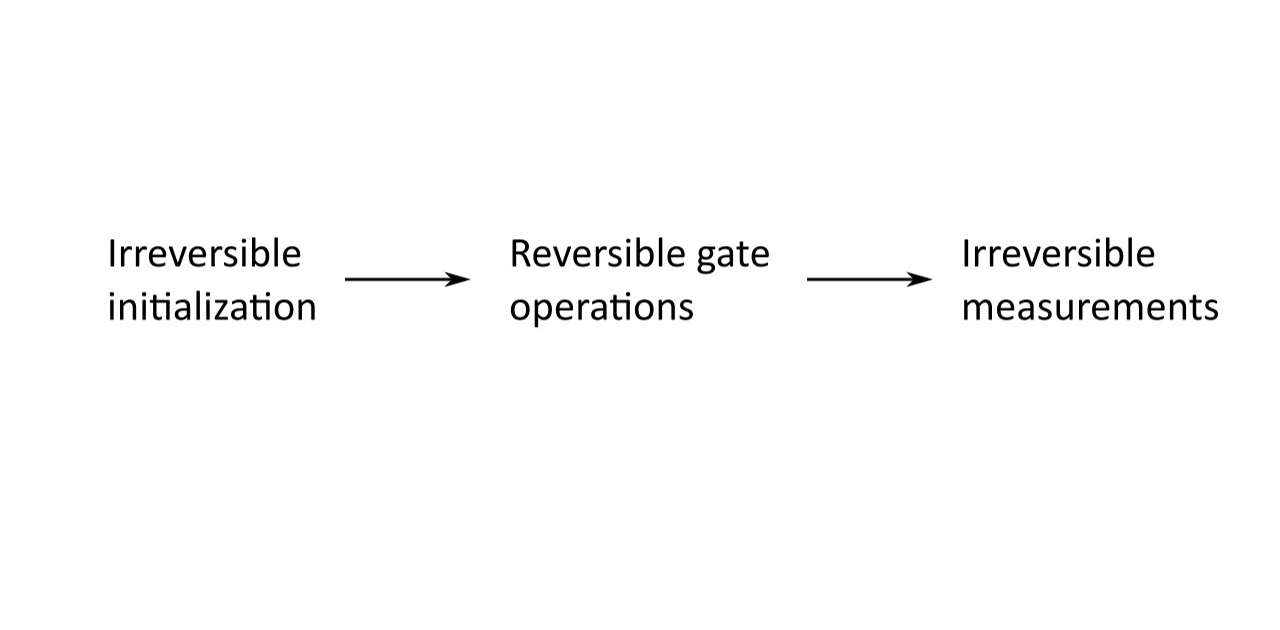 Irreversible
initialization
Reversible gate
operations
Irreversible
measurements